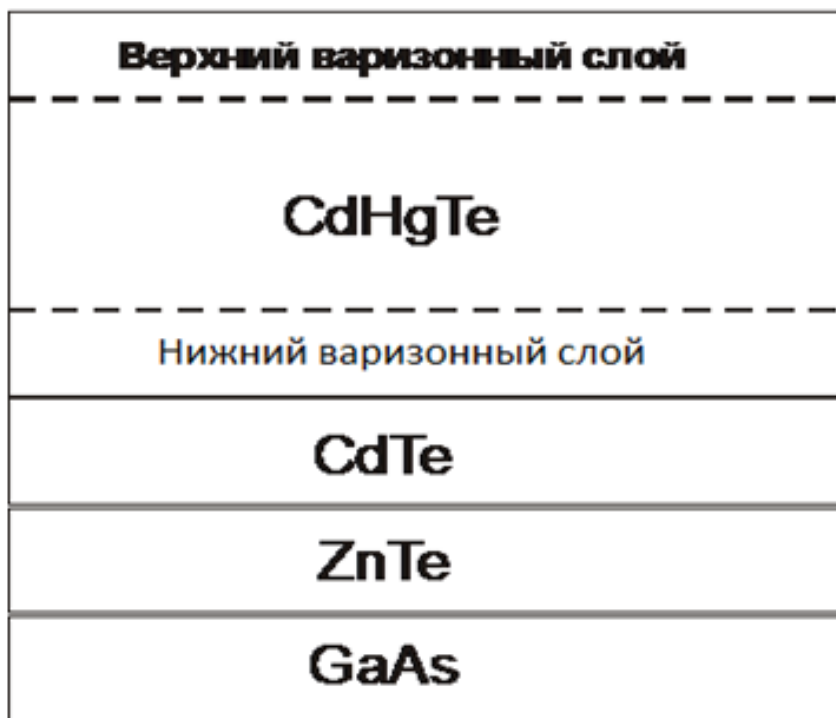 Верхний варизонный слой
CdHgTe
Нижний варизонный слой
CdTe
ZnTe
GaAs